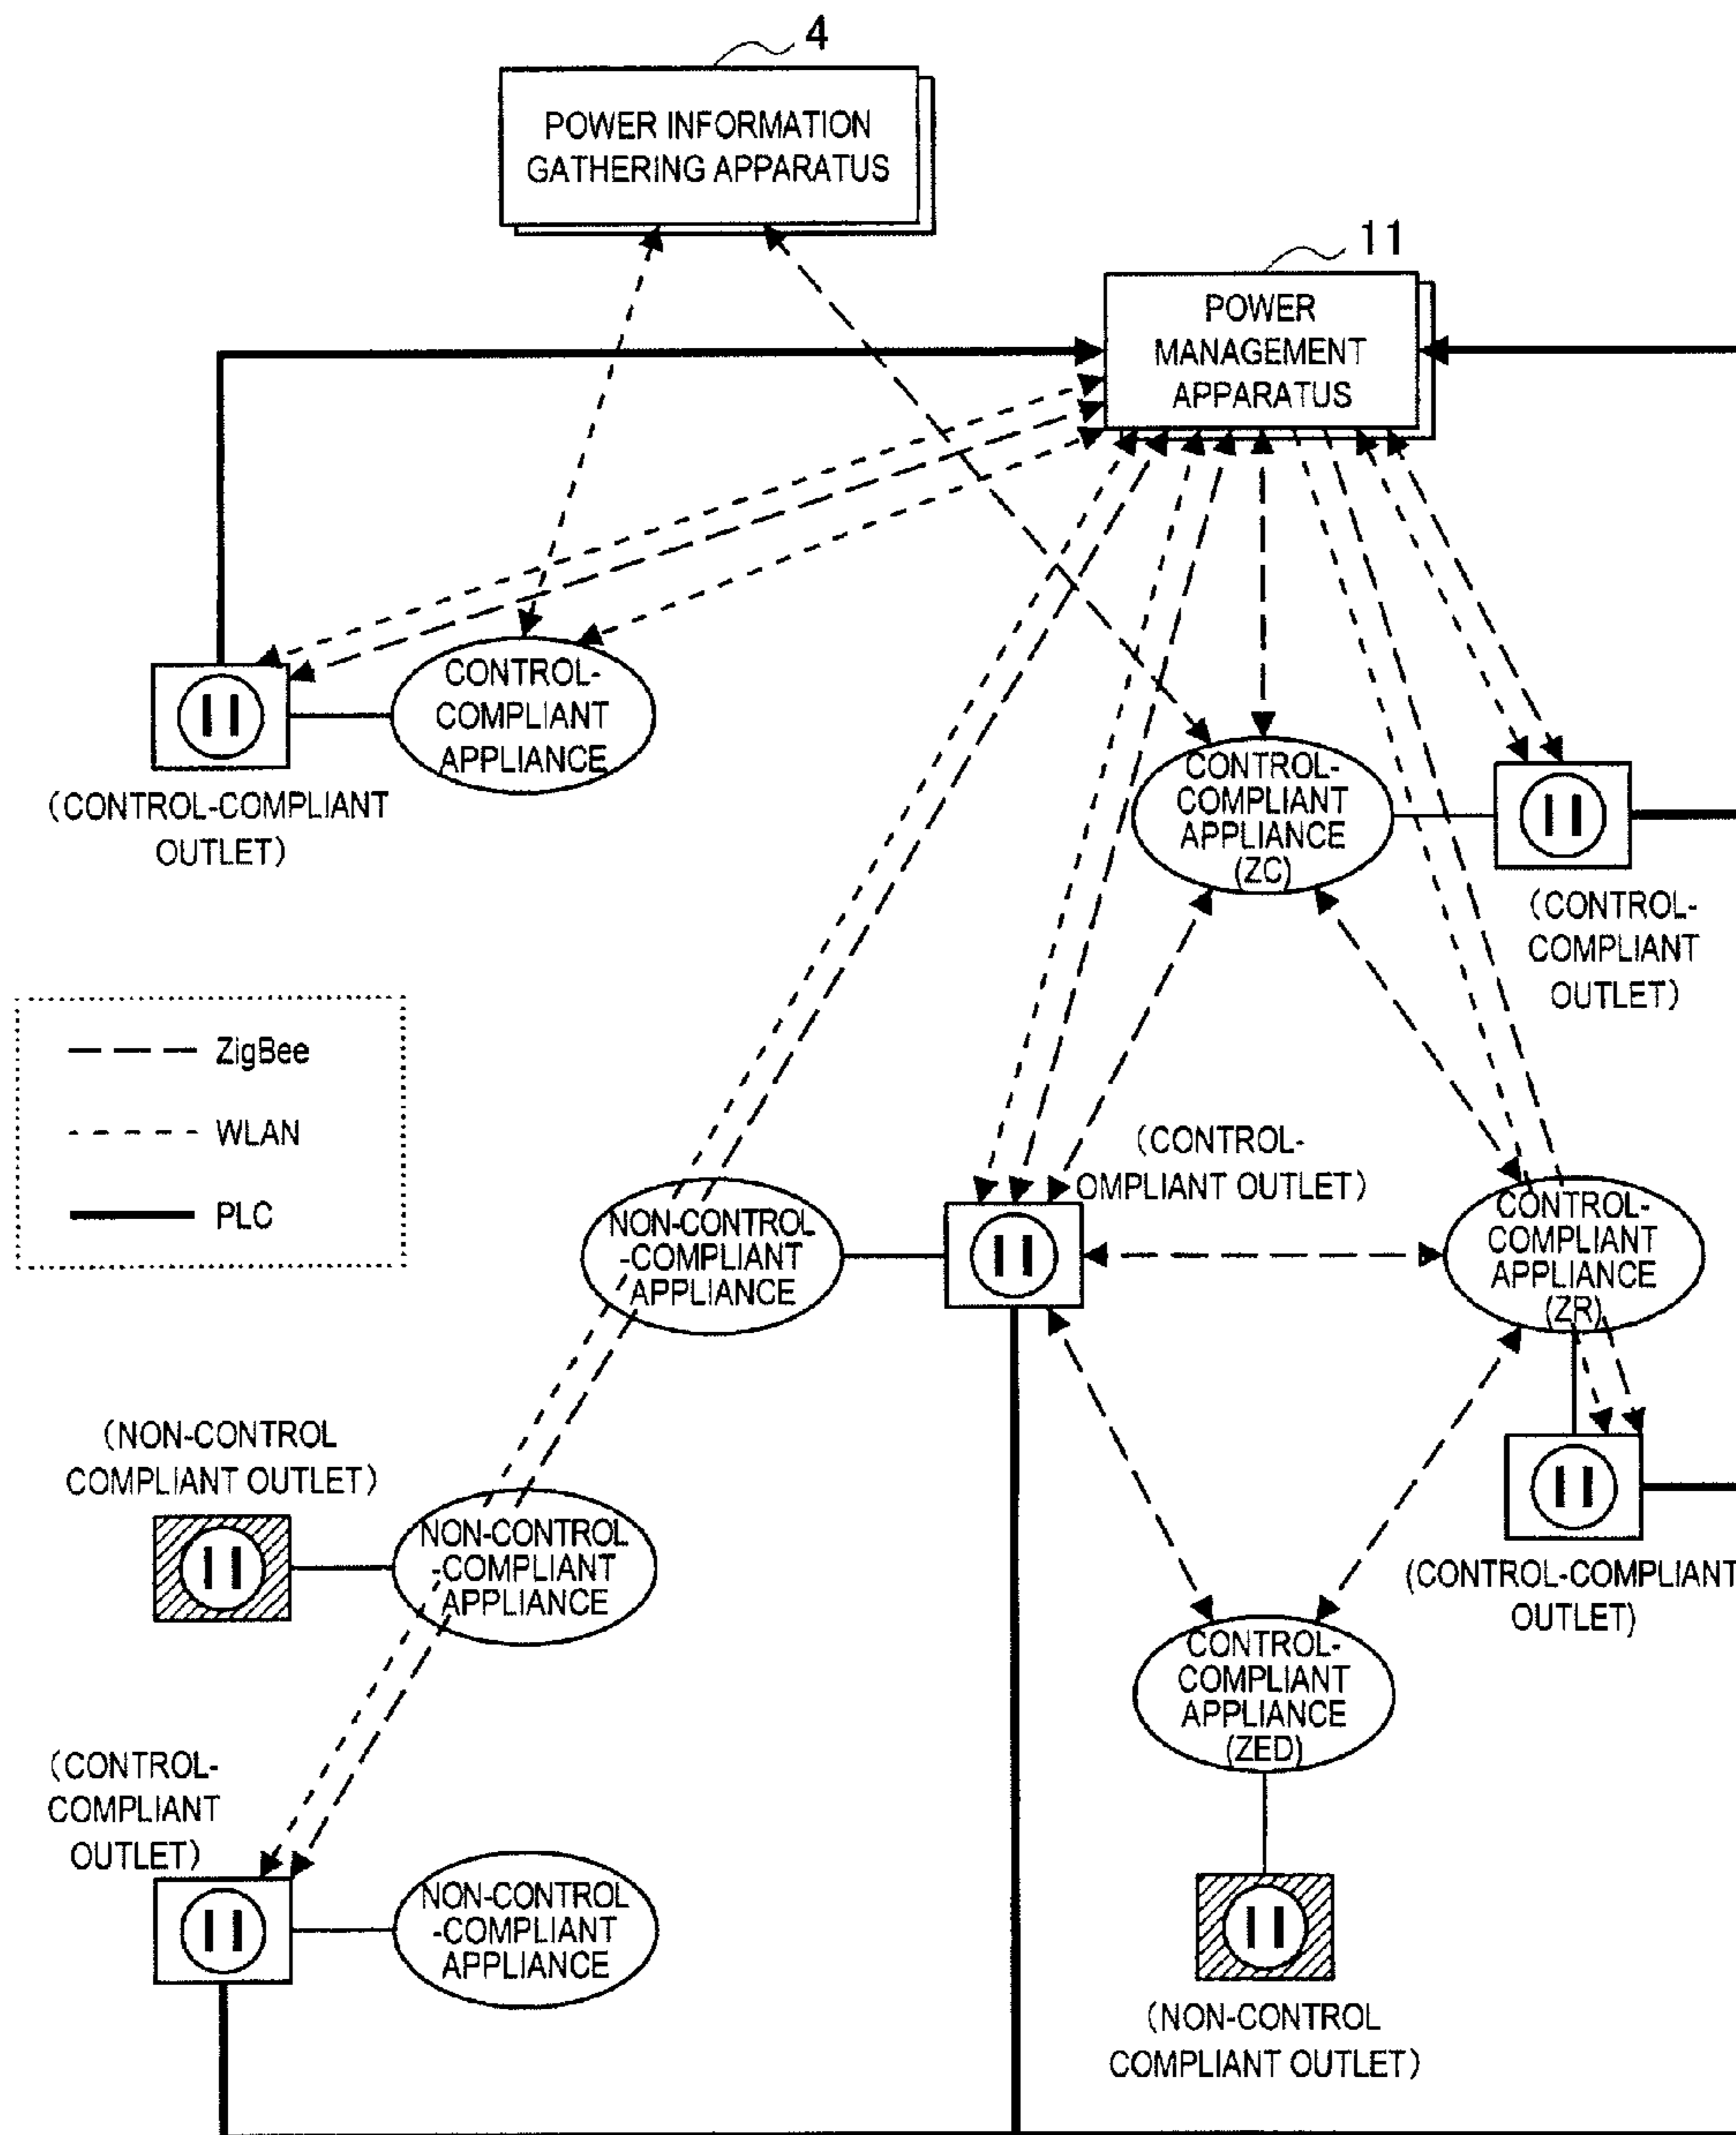 4
POWER INFORMATION
GATHERING APPARATUS
11
POWER
MANAGEMENT
APPARATUS
CONTROL-
COMPLIANT
APPLIANCE
(CONTROL-COMPLIANT
OUTLET)
CONTROL-
COMPLIANT
APPLIANCE
(ZC)
(CONTROL-
COMPLIANT
OUTLET)
ZigBee
WLAN
PLC
(CONTROL-
OMPLIANT OUTLET)
NON-CONTROL
-COMPLIANT
APPLIANCE
CONTROL-
COMPLIANT
APPLIANCE
(ZR)
(NON-CONTROL
COMPLIANT OUTLET)
NON-CONTROL
-COMPLIANT
APPLIANCE
(CONTROL-COMPLIANT
OUTLET)
CONTROL-
COMPLIANT
APPLIANCE
(ZED)
(CONTROL-
COMPLIANT
OUTLET)
NON-CONTROL
-COMPLIANT
APPLIANCE
(NON-CONTROL
COMPLIANT OUTLET)